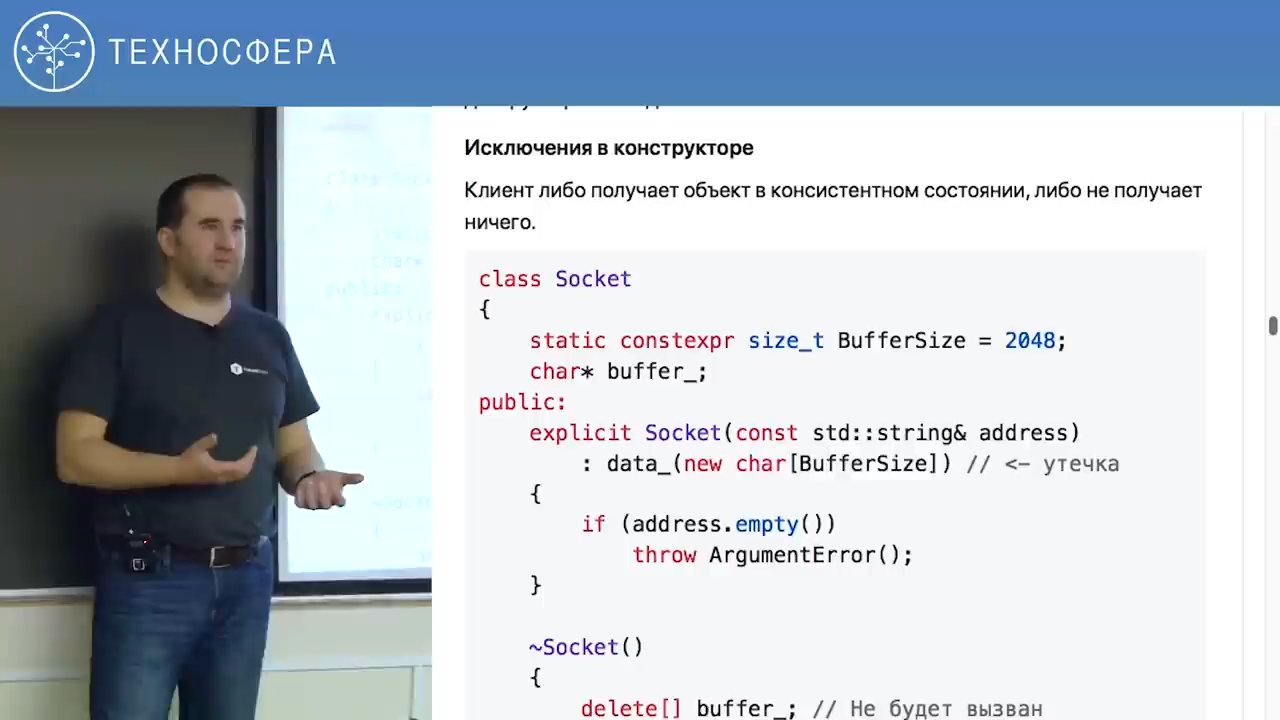 ТЕХНОСФЕРА
Исключения в конструкторе
Клиент либо получает объект в консистентном состоянии, либо не получает
ничего.
class Socket
{
    static constexpr size_t BufferSize = 2048;
    char* buffer_;
public:
    explicit Socket(const std::string& address)
        : data_(new char[BufferSize]) // <- утечка
    {
        if (address.empty())
            throw ArgumentError();
    }
    ~Socket()
    {
        delete[] buffer_; // Не будет вызван